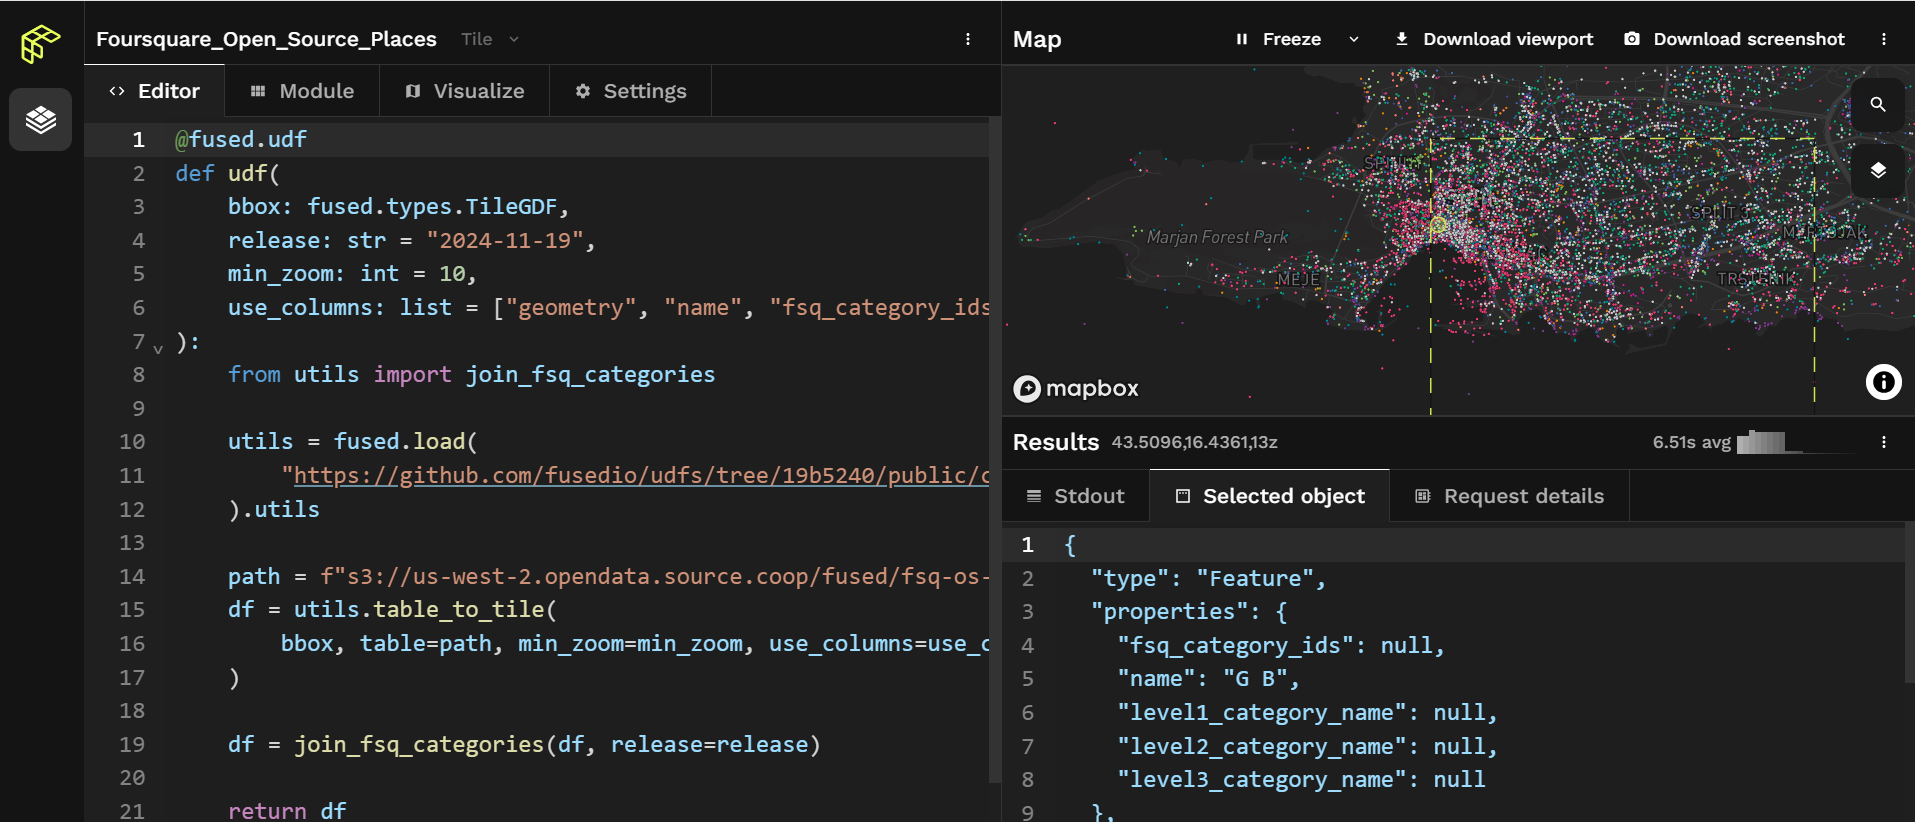 Foursquare_Open_Source_Places Tile
Editor Module Visualize Settings
1 @fused.udf
2 def udf(
3 bbox: fused.types.TileGDF,
4 release: str = "2024-11-19",
5 min_zoom: int = 10,
6 use_columns: list = ["geometry", "name", "fsq_category_ids
7 ):
8 from utils import join_fsq_categories
9
10 utils = fused.load(
11 "https://github.com/fusedio/udfs/tree/19b5240/public/
12 ).utils
13
14 path = f"s3://us-west-2.opendata.source.coop/fused/fsq-os-
15 df = utils.table_to_tile(
16 bbox, table=path, min_zoom=min_zoom, use_columns=use_c
17 )
18
19 df = join_fsq_categories(df, release=release)
20
21 return df
Map Freeze Download viewport Download screenshot
SPLIT 3
Marjan Forest Park
MEJE
TRSTENIK
mapbox
Results 43.5096,16.4361,13z 6.51s avg
Stdout Selected object Request details
1 {
2 "type": "Feature",
3 "properties": {
4 "fsq_category_ids": null,
5 "name": "G B",
6 "level1_category_name": null,
7 "level2_category_name": null,
8 "level3_category_name": null
9 },